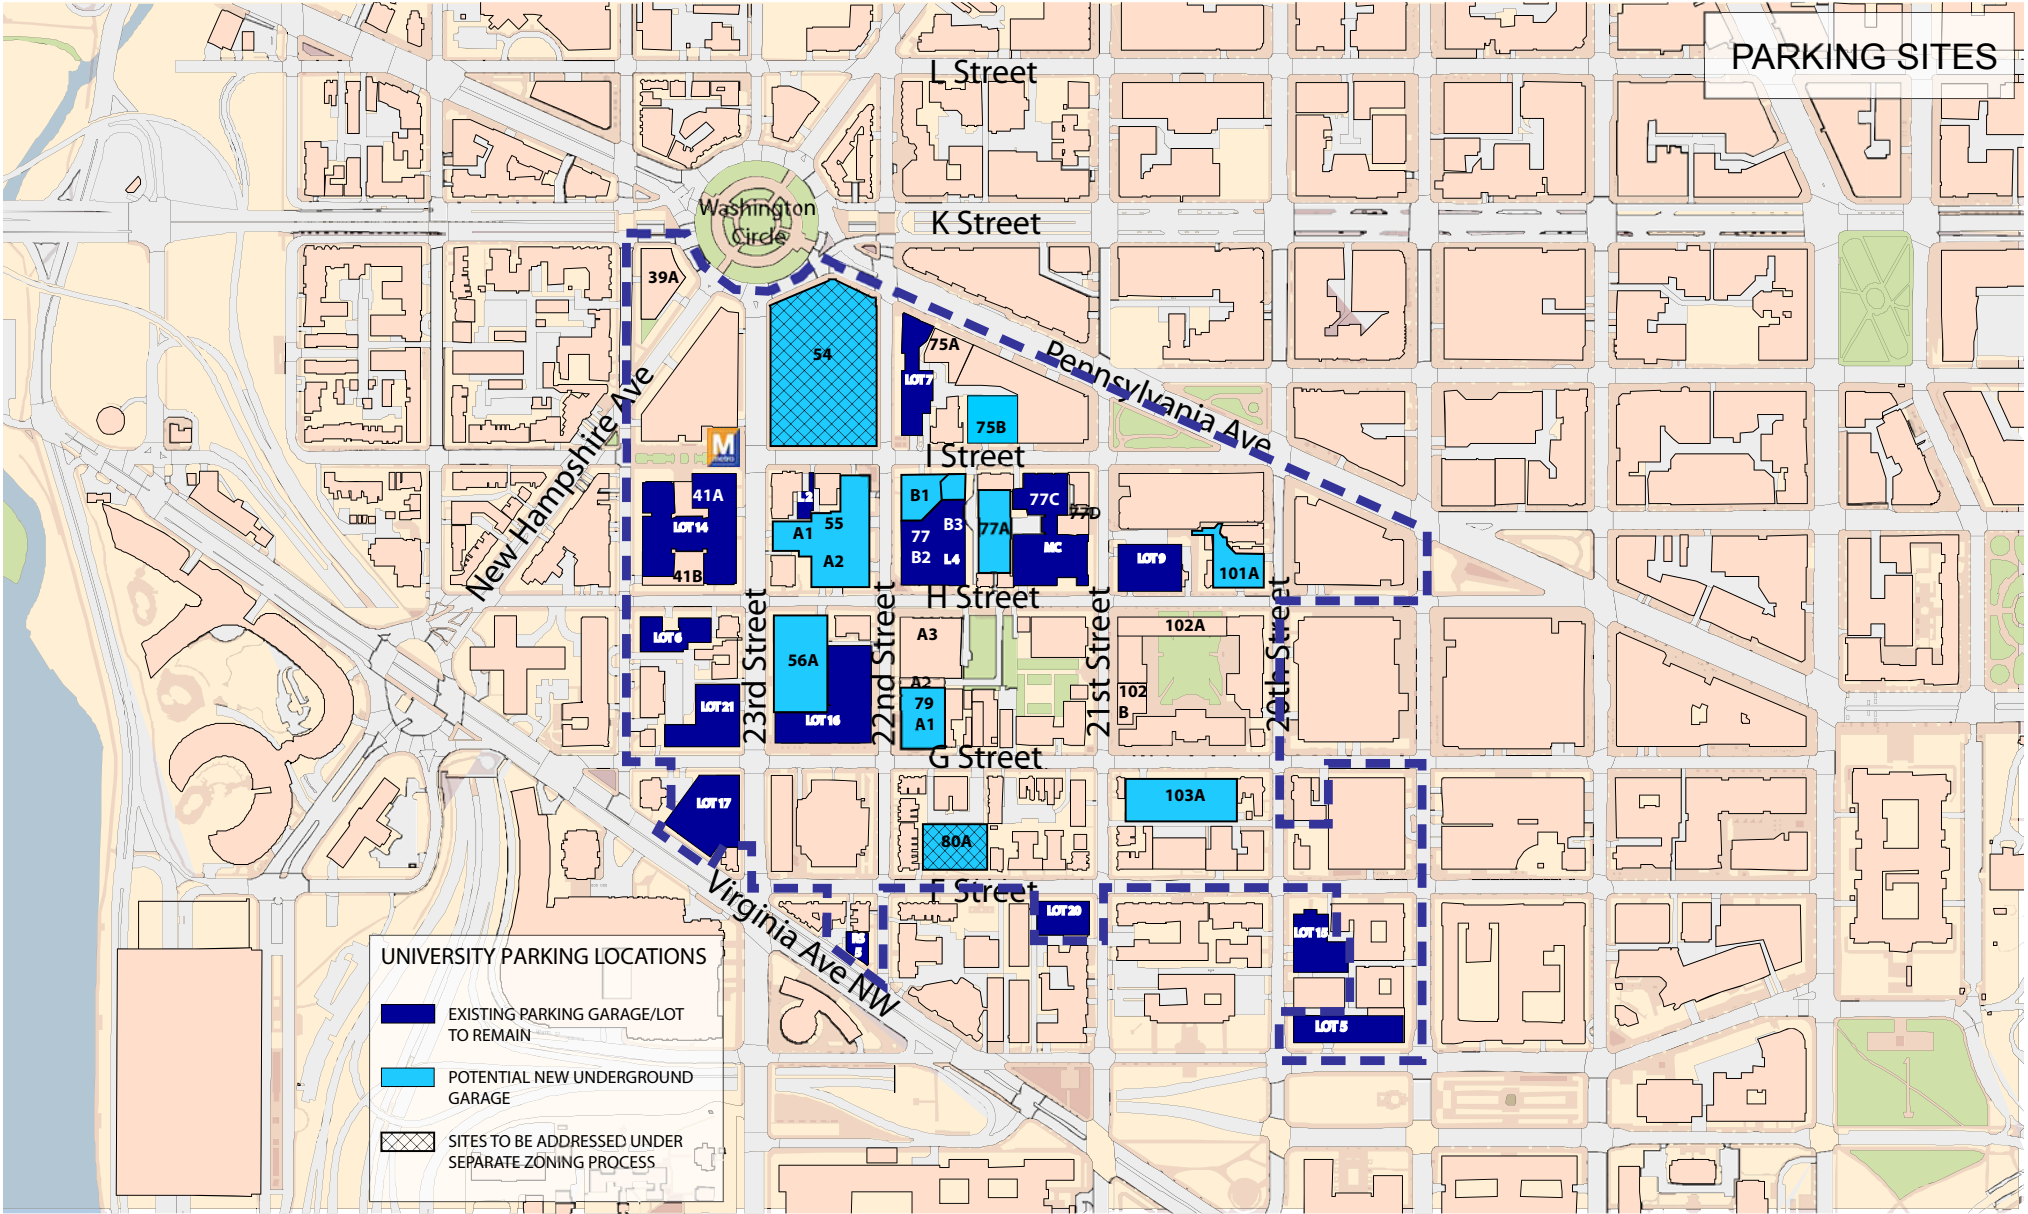 PARKING SITES
L Street
Washington
Circle
K Street
39A
54
75A
LOT 7
Pennsylvania Ave
New Hampshire Ave
75B
M
metro
I Street
41A
LOT 14
41B
L2
55
A1
A2
B1
B3
77
B2
L4
77A
77C
77D
MC
LOT 9
101A
H Street
LOT 6
LOT 21
23rd Street
56A
LOT 16
22nd Street
A3
A2
79
A1
21st Street
102A
102
B
20th Street
G Street
LOT 17
80A
103A
F Street
Virginia Ave NW
LOT 20
LOT 15
LOT 5
UNIVERSITY PARKING LOCATIONS
EXISTING PARKING GARAGE/LOT
TO REMAIN
POTENTIAL NEW UNDERGROUND
GARAGE
SITES TO BE ADDRESSED UNDER
SEPARATE ZONING PROCESS